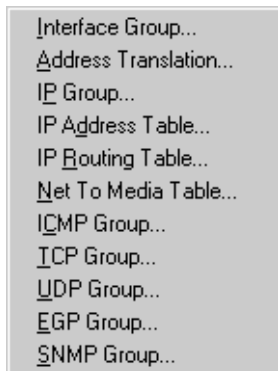 Interface Group...
Address Translation...
IP Group...
IP Address Table...
IP Routing Table...
Net To Media Table...
ICMP Group...
TCP Group...
UDP Group...
EGP Group...
SNMP Group...